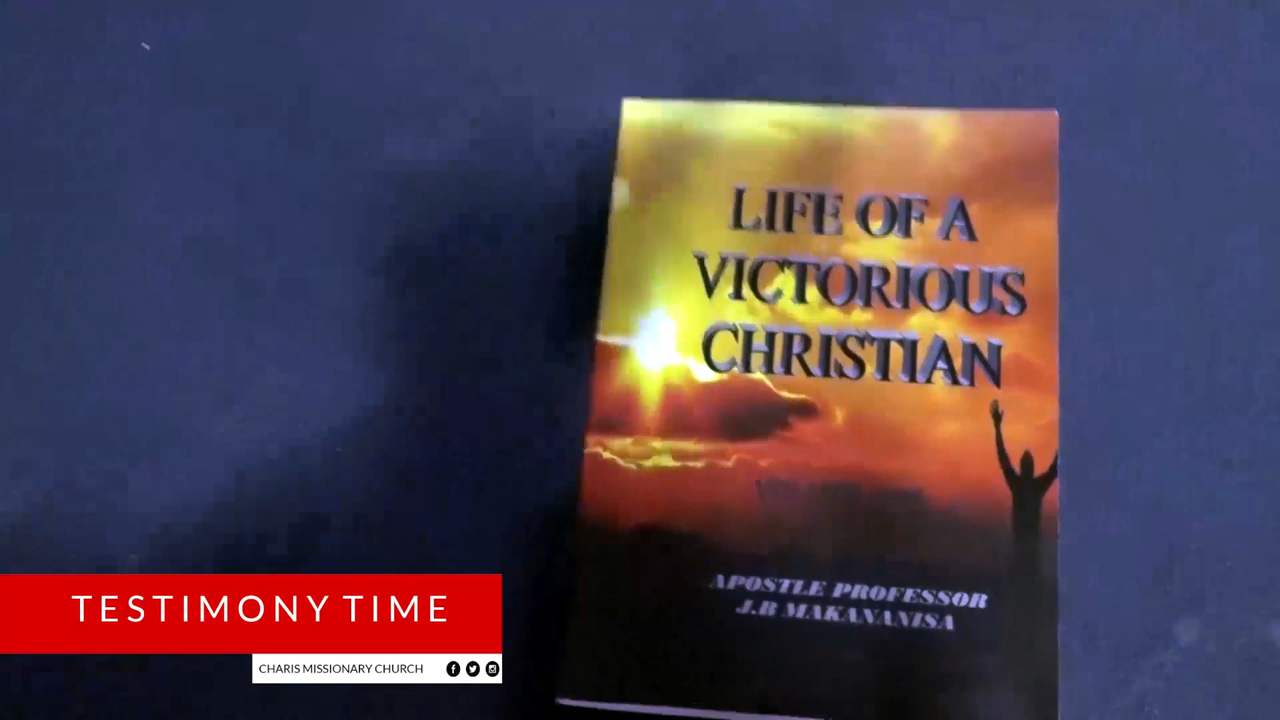 LIFE OF A
VICTORIOUS
CHRISTIAN
APOSTLE PROFESSOR
J.B MAKANANISA
TESTIMONY TIME
CHARIS MISSIONARY CHURCH